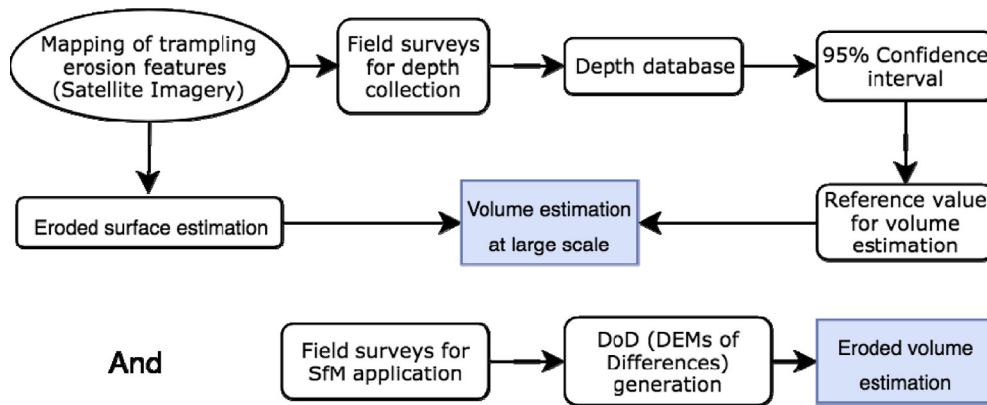 Mapping of trampling
erosion features
(Satellite Imagery)
Field surveys
for depth
collection
Depth database
95% Confidence
interval
Eroded surface estimation
Volume estimation
at large scale
Reference value
for volume
estimation
And
Field surveys for
SfM application
DoD (DEMs of
Differences)
generation
Eroded volume
estimation